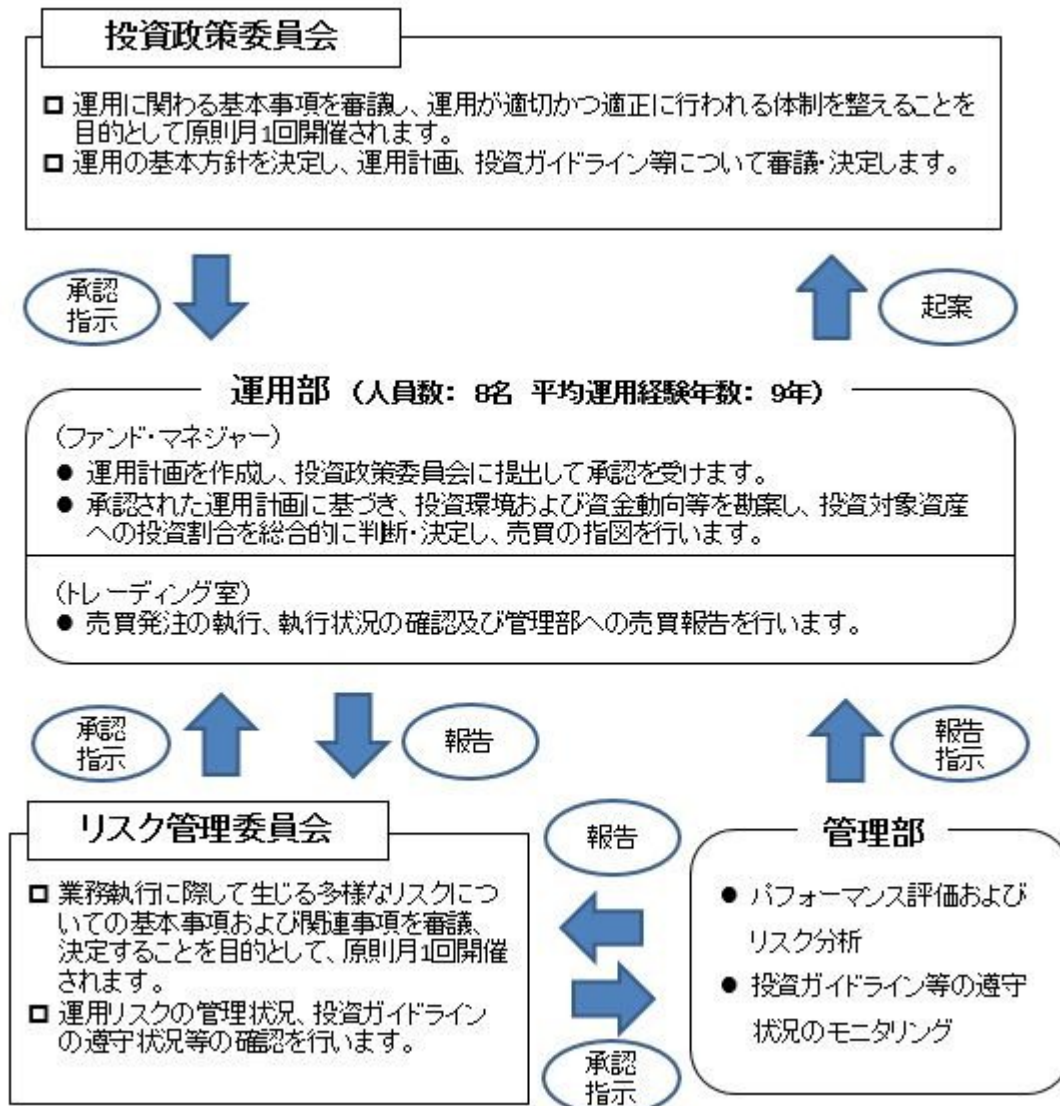 投資政策委員会
□ 運用に関わる基本事項を審議し、運用が適切かつ適正に行われる体制を整えることを
目的として原則月1回開催されます。
□ 運用の基本方針を決定し、運用計画、投資ガイドライン等について審議・決定します。
承認
指示
起案
運用部 (人員数: 8名 平均運用経験年数: 9年)
(ファンド・マネジャー)
● 運用計画を作成し、投資政策委員会に提出して承認を受けます。
● 承認された運用計画に基づき、投資環境および資金動向等を勘案し、投資対象資産
への投資割合を総合的に判断・決定し、売買の指図を行います。
(トレーディング室)
● 売買発注の執行、執行状況の確認及び管理部への売買報告を行います。
承認
指示
報告
報告
指示
リスク管理委員会
□ 業務執行に際して生じる多様なリスクにつ
いての基本事項および関連事項を審議、
決定することを目的として、原則月1回開催
されます。
□ 運用リスクの管理状況、投資ガイドライン
の遵守状況等の確認を行います。
報告
承認
指示
管理部
● パフォーマンス評価および
リスク分析
● 投資ガイドライン等の遵守
状況のモニタリング